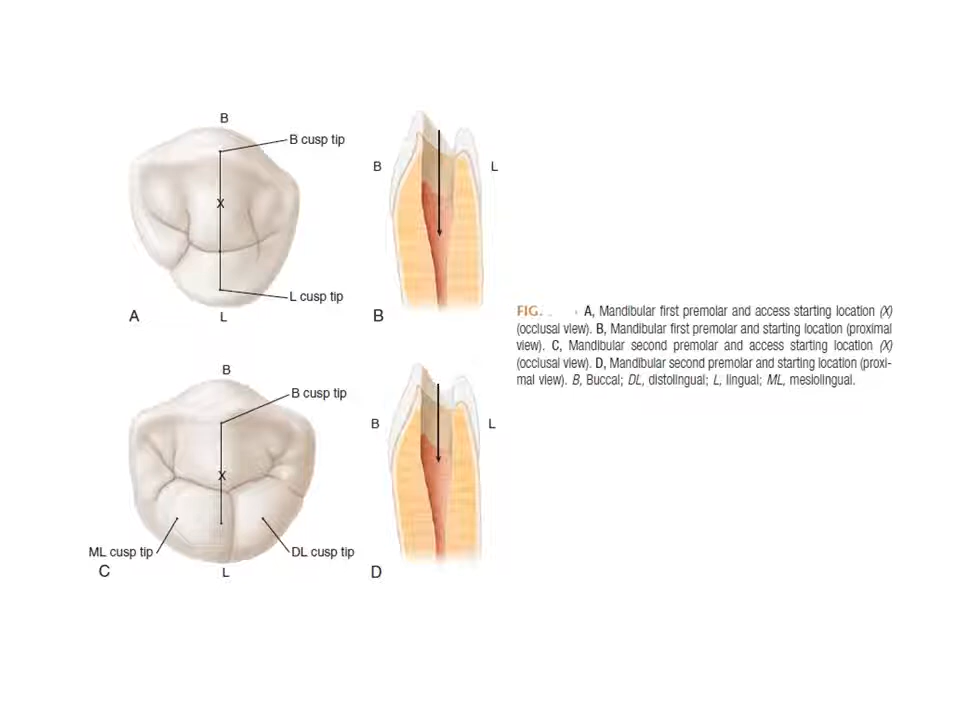 B
B cusp tip
X
L cusp tip
A
L
B
L
B
FIG. A, Mandibular first premolar and access starting location (X)
(occlusal view). B, Mandibular first premolar and starting location (proximal
view). C, Mandibular second premolar and access starting location (X)
(occlusal view). D, Mandibular second premolar and starting location (proxi-
mal view). B, Buccal; DL, distolingual; L, lingual; ML, mesiolingual.
B
B cusp tip
X
ML cusp tip
DL cusp tip
C
L
B
L
D